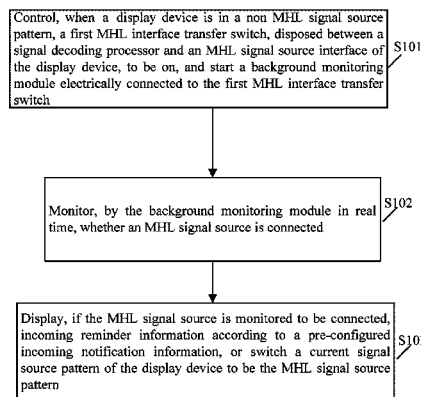 Control, when a display device is in a non MHL signal source
pattern, a first MHL interface transfer switch, disposed between a
signal decoding processor and an MHL signal source interface of
the display device, to be on, and start a background monitoring
module electrically connected to the first MHL interface transfer
switch
S101
Monitor, by the background monitoring module in real
time, whether an MHL signal source is connected
S102
Display, if the MHL signal source is monitored to be connected,
incoming reminder information according to a pre-configured
incoming notification information, or switch a current signal
source pattern of the display device to be the MHL signal source
pattern